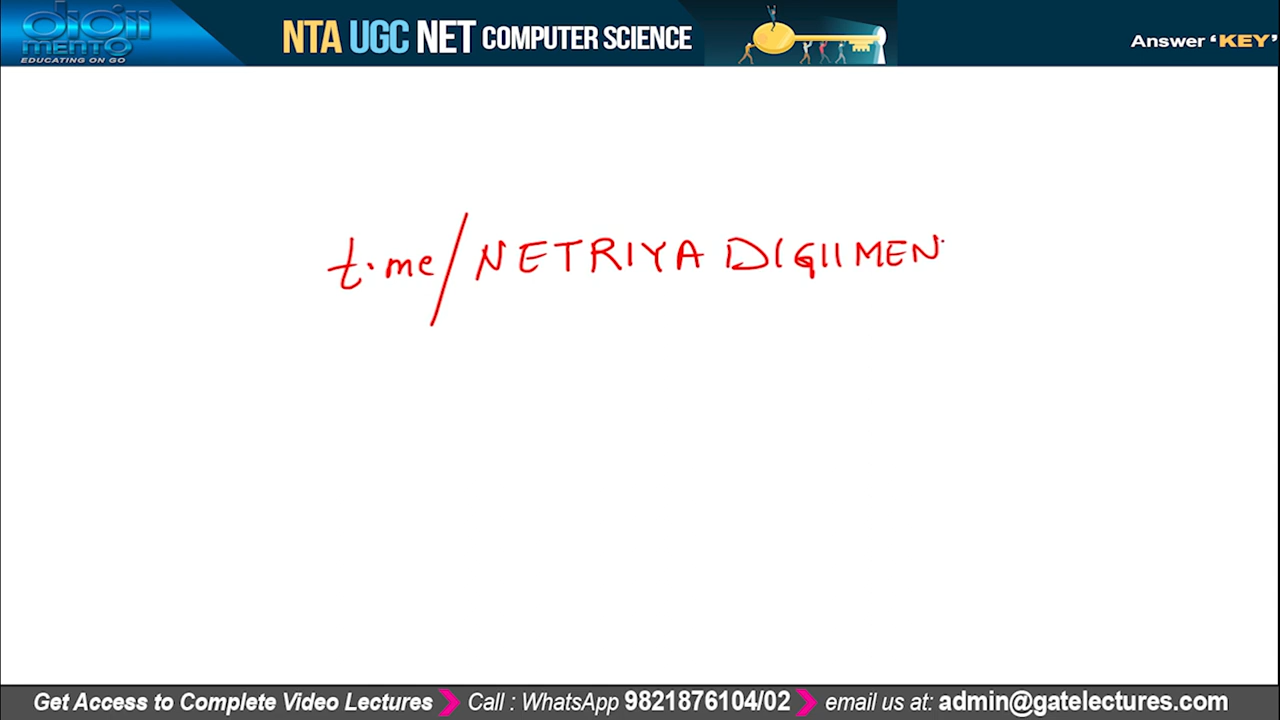 digii
MENTO
EDUCATING ON GO
NTA UGC NET COMPUTER SCIENCE
Answer ‘KEY’
t.me/NETRIYA DIGIIMEN
Get Access to Complete Video Lectures Call : WhatsApp 9821876104/02 email us at: admin@gatelectures.com